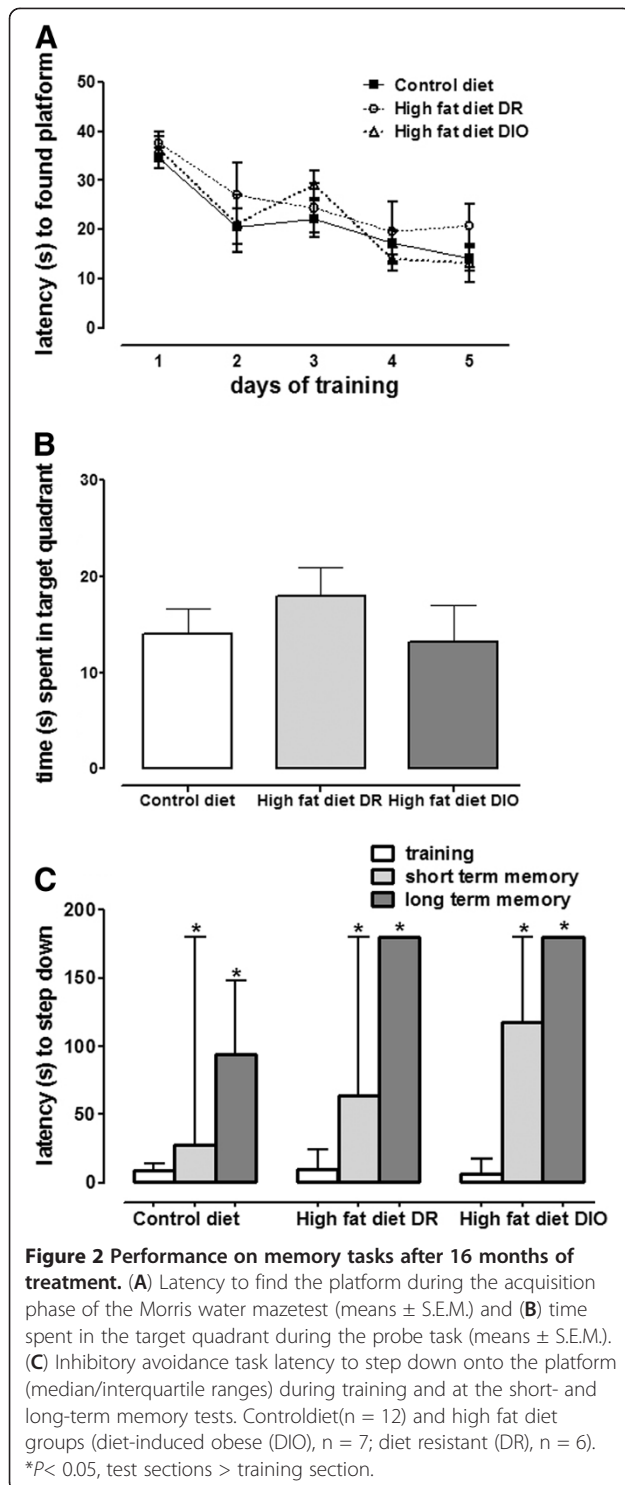 A
50
40
30
20
10
0
latency (s) to found platform
Control diet
High fat diet DR
High fat diet DIO
1 2 3 4 5
days of training
B
30
20
10
0
time (s) spent in target quadrant
Control diet High fat diet DR High fat diet DIO
C
training
short term memory
long term memory
200
150
100
50
0
latency (s) to step down
* * * * * *
Control diet High fat diet DR High fat diet DIO
Figure 2 Performance on memory tasks after 16 months of
treatment. (A) Latency to find the platform during the acquisition
phase of the Morris water mazetest (means ± S.E.M.) and (B) time
spent in the target quadrant during the probe task (means ± S.E.M.).
(C) Inhibitory avoidance task latency to step down onto the platform
(median/interquartile ranges) during training and at the short- and
long-term memory tests. Controldiet(n = 12) and high fat diet
groups (diet-induced obese (DIO), n = 7; diet resistant (DR), n = 6).
*P< 0.05, test sections > training section.